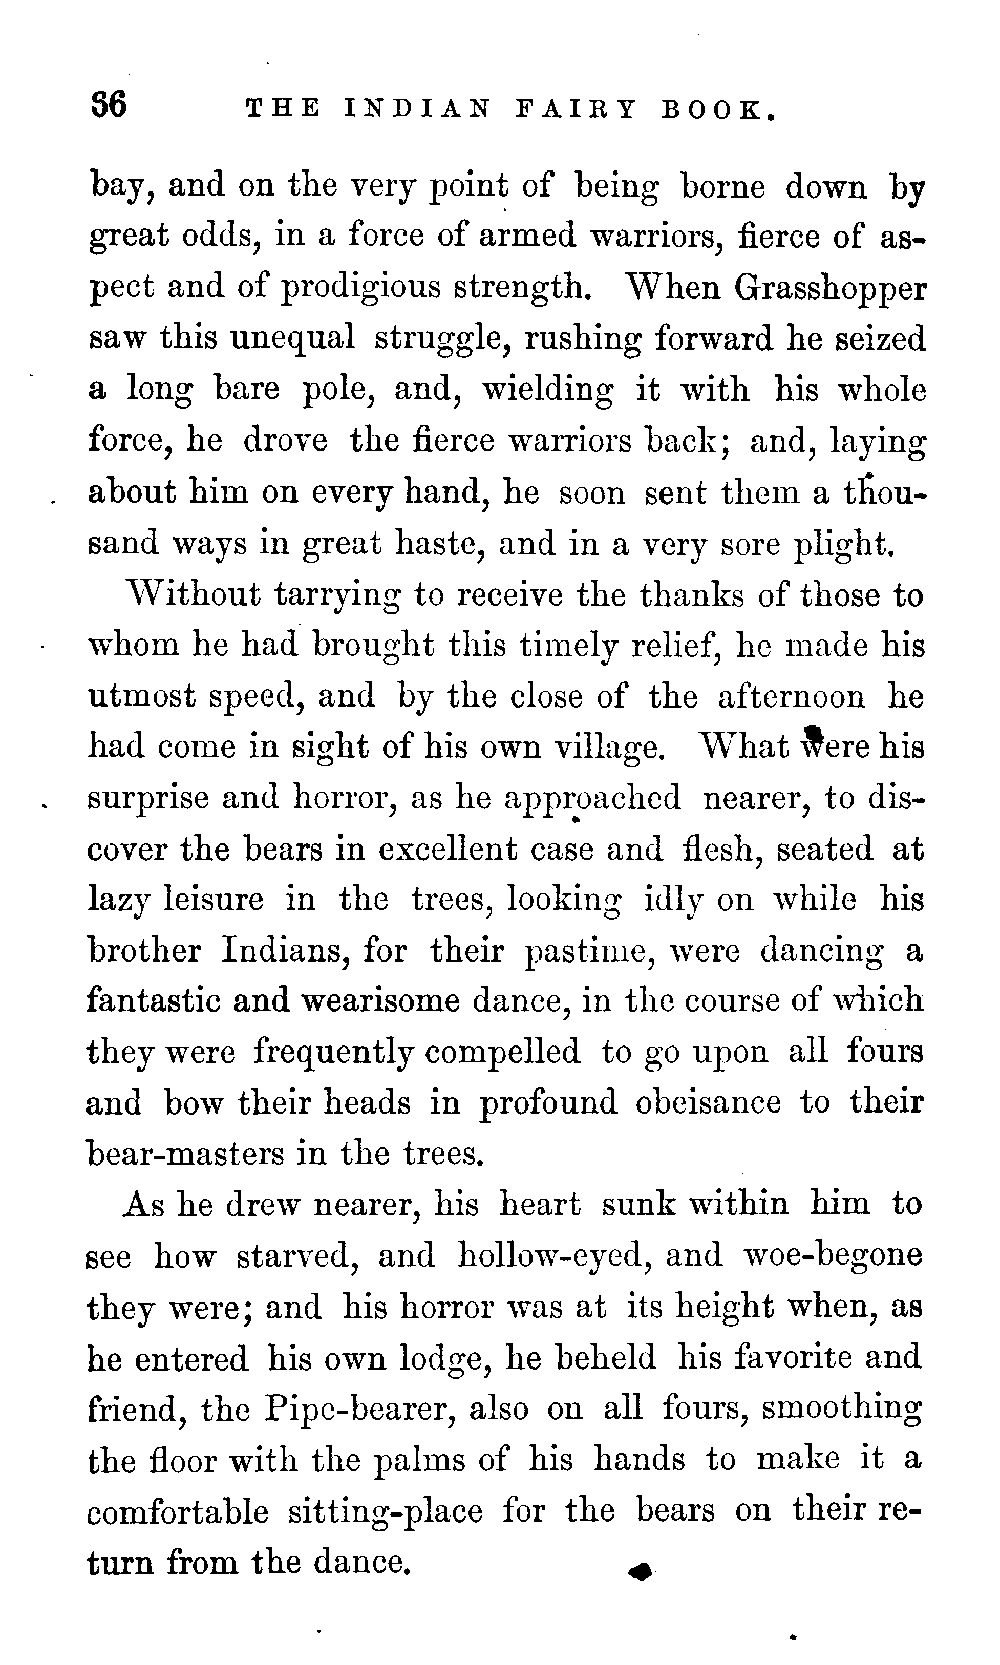 36 THE INDIAN FAIRY BOOK.
bay, and on the very point of being borne down by
great odds, in a force of armed warriors, fierce of as-
pect and of prodigious strength. When Grasshopper
saw this unequal struggle, rushing forward he seized
a long bare pole, and, wielding it with his whole
force, he drove the fierce warriors back; and, laying
about him on every hand, he soon sent them a thou-
sand ways in great haste, and in a very sore plight.
Without tarrying to receive the thanks of those to
whom he had brought this timely relief, he made his
utmost speed, and by the close of the afternoon he
had come in sight of his own village. What were his
surprise and horror, as he approached nearer, to dis-
cover the bears in excellent case and flesh, seated at
lazy leisure in the trees, looking idly on while his
brother Indians, for their pastime, were dancing a
fantastic and wearisome dance, in the course of which
they were frequently compelled to go upon all fours
and bow their heads in profound obeisance to their
bear-masters in the trees.
As he drew nearer, his heart sunk within him to
see how starved, and hollow-eyed, and woe-begone
they were; and his horror was at its height when, as
he entered his own lodge, he beheld his favorite and
friend, the Pipe-bearer, also on all fours, smoothing
the floor with the palms of his hands to make it a
comfortable sitting-place for the bears on their re-
turn from the dance.